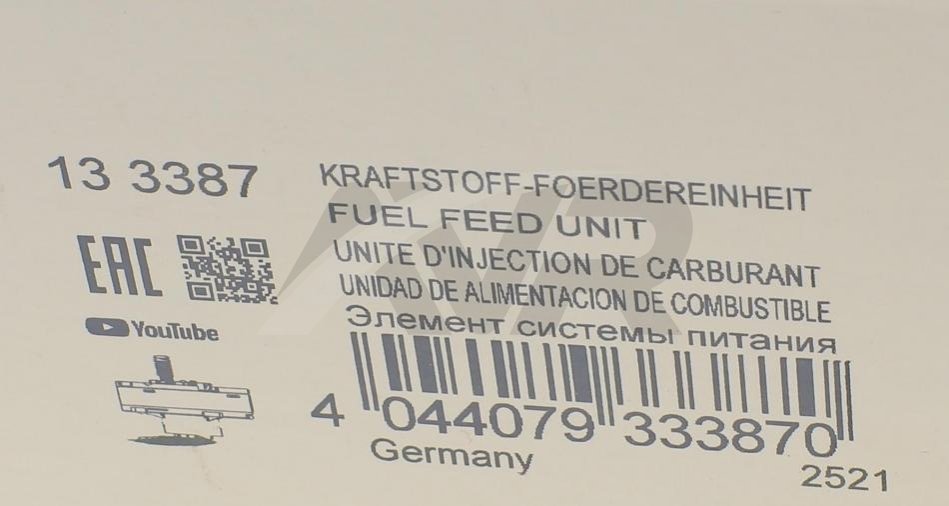 13 3387
KRAFTSTOFF-FOERDEREINHEIT
FUEL FEED UNIT
UNITE D'INJECTION DE CARBURANT
UNIDAD DE ALIMENTACION DE COMBUSTIBLE
Элемент системы питания
EAC
YouTube
4 044079 333870
Germany
2521
AVR